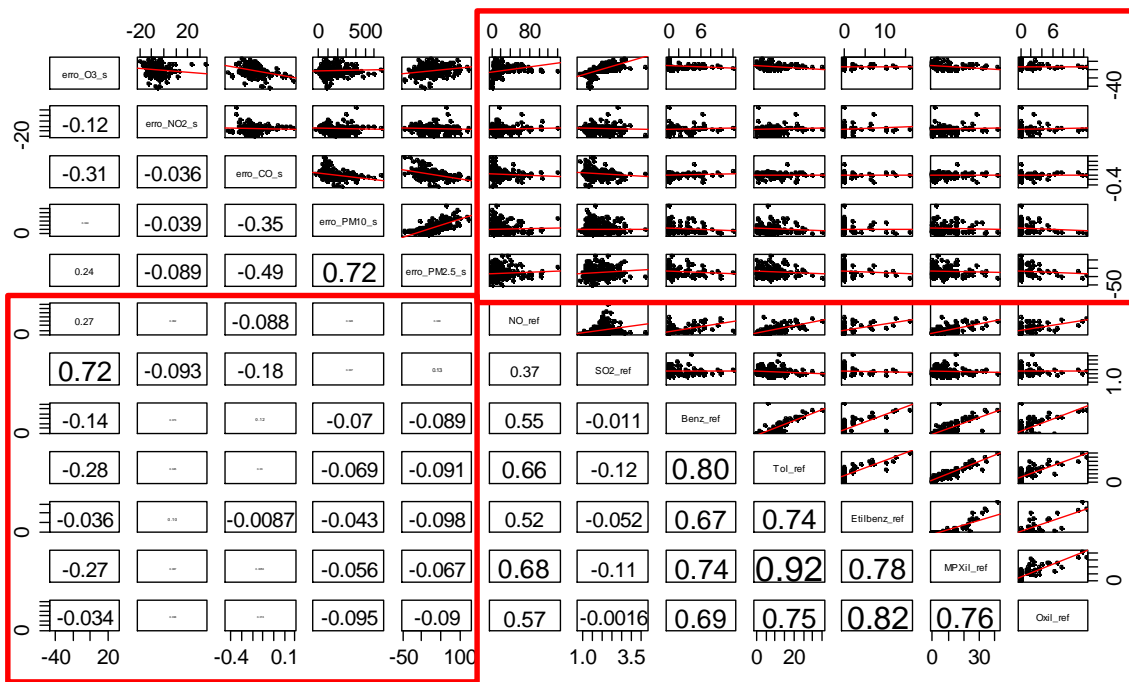 -20 20 0 500 0 80 0 6 0 10 0 6
erro_O3_s -40
-20 -0.12 erro_NO2_s
-0.31 -0.036 erro_CO_s -0.4
0 -0.039 -0.35 erro_PM10_s
0.24 -0.089 -0.49 0.72 erro_PM2.5_s -50
0 0.27 -0.088 NO_ref
0.72 -0.093 -0.18 0.13 0.37 SO2_ref 1.0
0 -0.14 0.12 -0.07 -0.089 0.55 -0.011 Benz_ref
-0.28 -0.069 -0.091 0.66 -0.12 0.80 Tol_ref 0
0 -0.036 0.10 -0.0087 -0.043 -0.098 0.52 -0.052 0.67 0.74 Etilbenz_ref
-0.27 -0.056 -0.067 0.68 -0.11 0.74 0.92 0.78 MPXil_ref 0
0 -0.034 -0.095 -0.09 0.57 -0.0016 0.69 0.75 0.82 0.76 Oxil_ref
-40 20 -0.4 0.1 -50 100 1.0 3.5 0 20 0 30